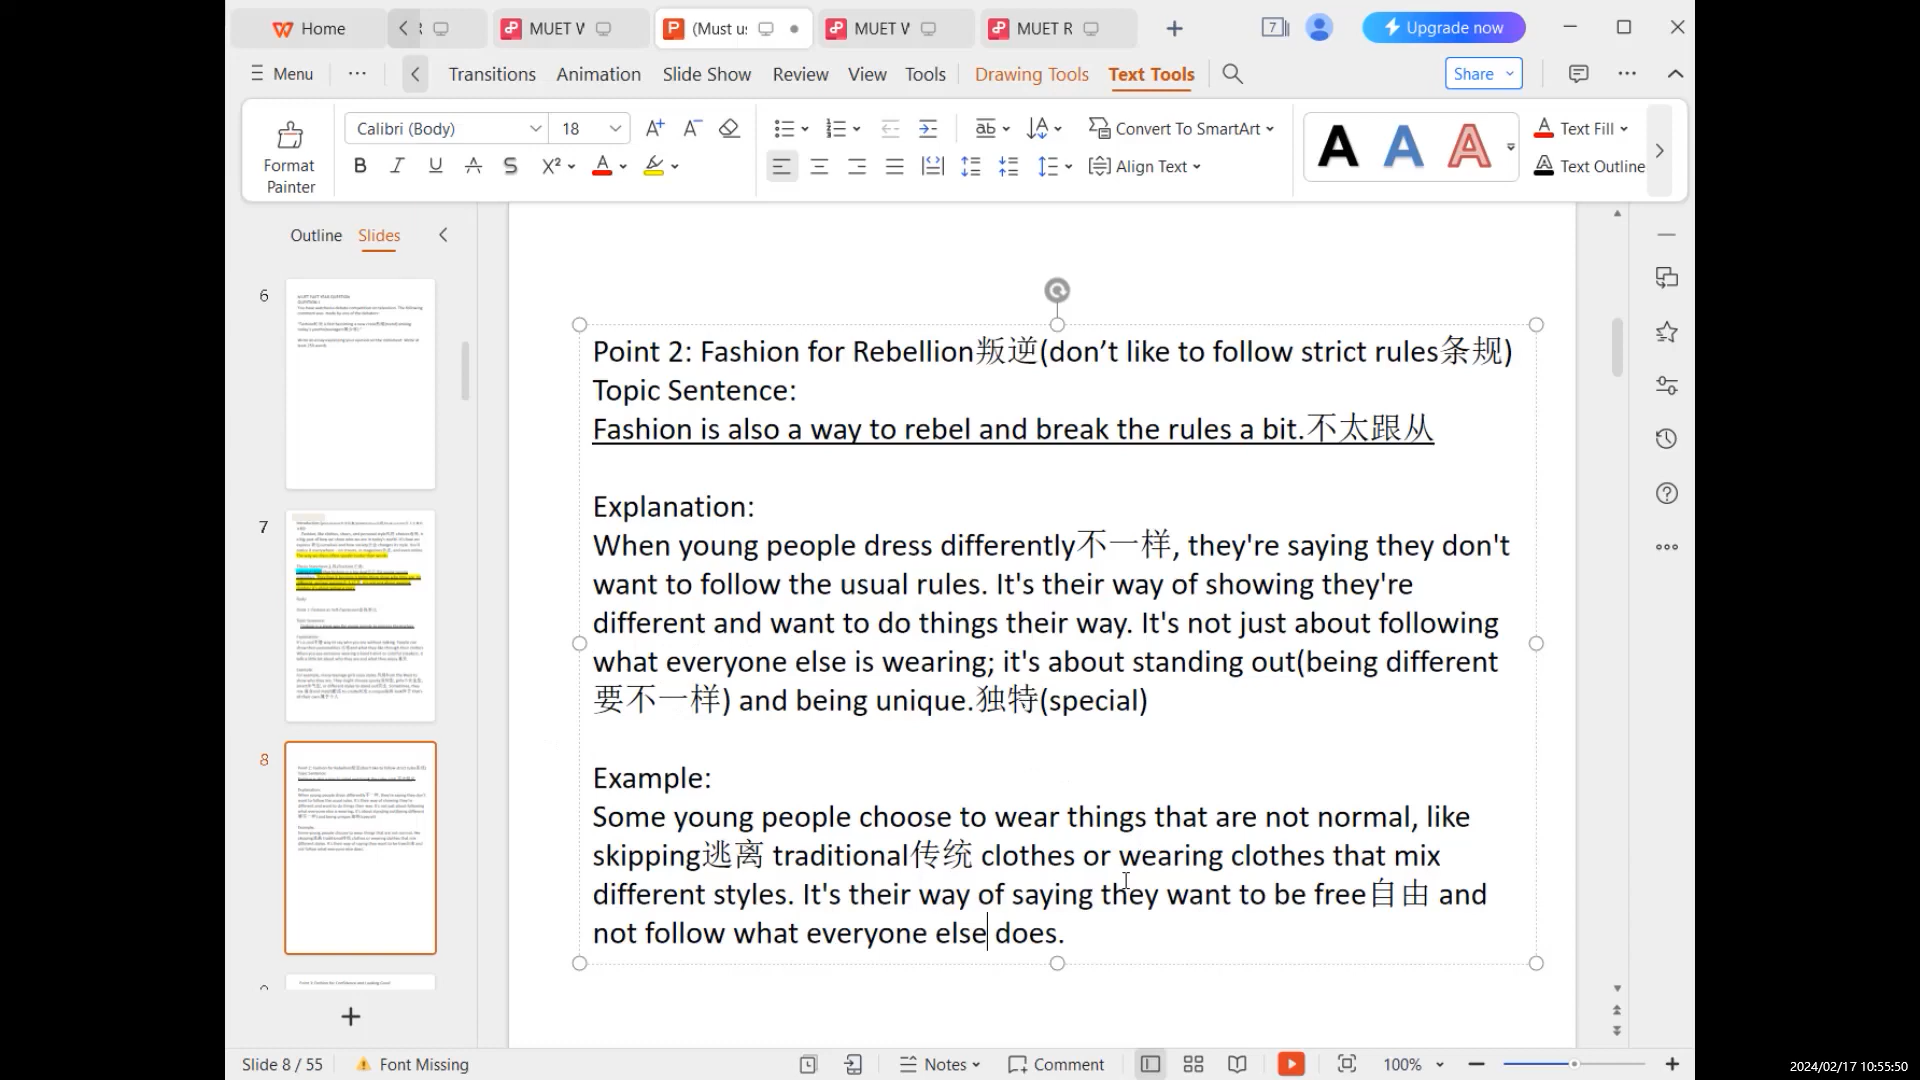 Home
MUET V
(Must u:
MUET V
MUET R
7
Upgrade now
Menu
Transitions
Animation
Slide Show
Review
View
Tools
Drawing Tools
Text Tools
Share
Format
Painter
Calibri (Body)
18
Convert To SmartArt
Align Text
Text Fill
Text Outline
Outline
Slides
6
7
8
Point 2: Fashion for Rebellion叛逆(don’t like to follow strict rules条规)
Topic Sentence:
Fashion is also a way to rebel and break the rules a bit.不太跟从
Explanation:
When young people dress differently不一样, they're saying they don't
want to follow the usual rules. It's their way of showing they're
different and want to do things their way. It's not just about following
what everyone else is wearing; it's about standing out(being different
要不一样) and being unique.独特(special)
Example:
Some young people choose to wear things that are not normal, like
skipping逃离 traditional传统 clothes or wearing clothes that mix
different styles. It's their way of saying they want to be free自由 and
not follow what everyone else does.
Slide 8 / 55
Font Missing
Notes
Comment
100%
2024/02/17 10:55:50